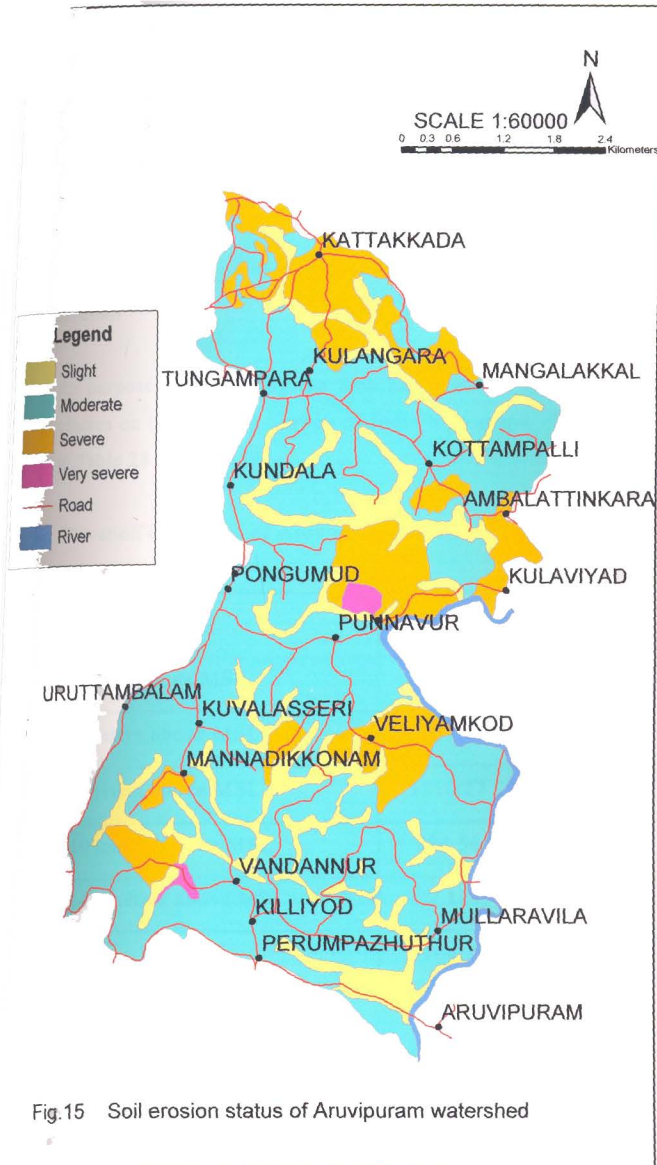 N
SCALE 1:60000
0 0.3 0.6 1.2 1.8 2.4
Kilometers
KATTAKKADA
Legend
Slight
Moderate
Severe
Very severe
Road
River
KULANGARA
TUNGAMPARA
MANGALAKKAL
KOTTAMPALLI
KUNDALA
AMBALATTINKARA
PONGUMUD
KULAVIYAD
PUNNAVUR
URUTTAMBALAM
KUVALASSERI
VELIYAMKOD
MANNADIKKONAM
VANDANNUR
KILLIYOD
MULLARAVILA
PERUMPAZHUTHUR
ARUVIPURAM
Fig.15 Soil erosion status of Aruvipuram watershed